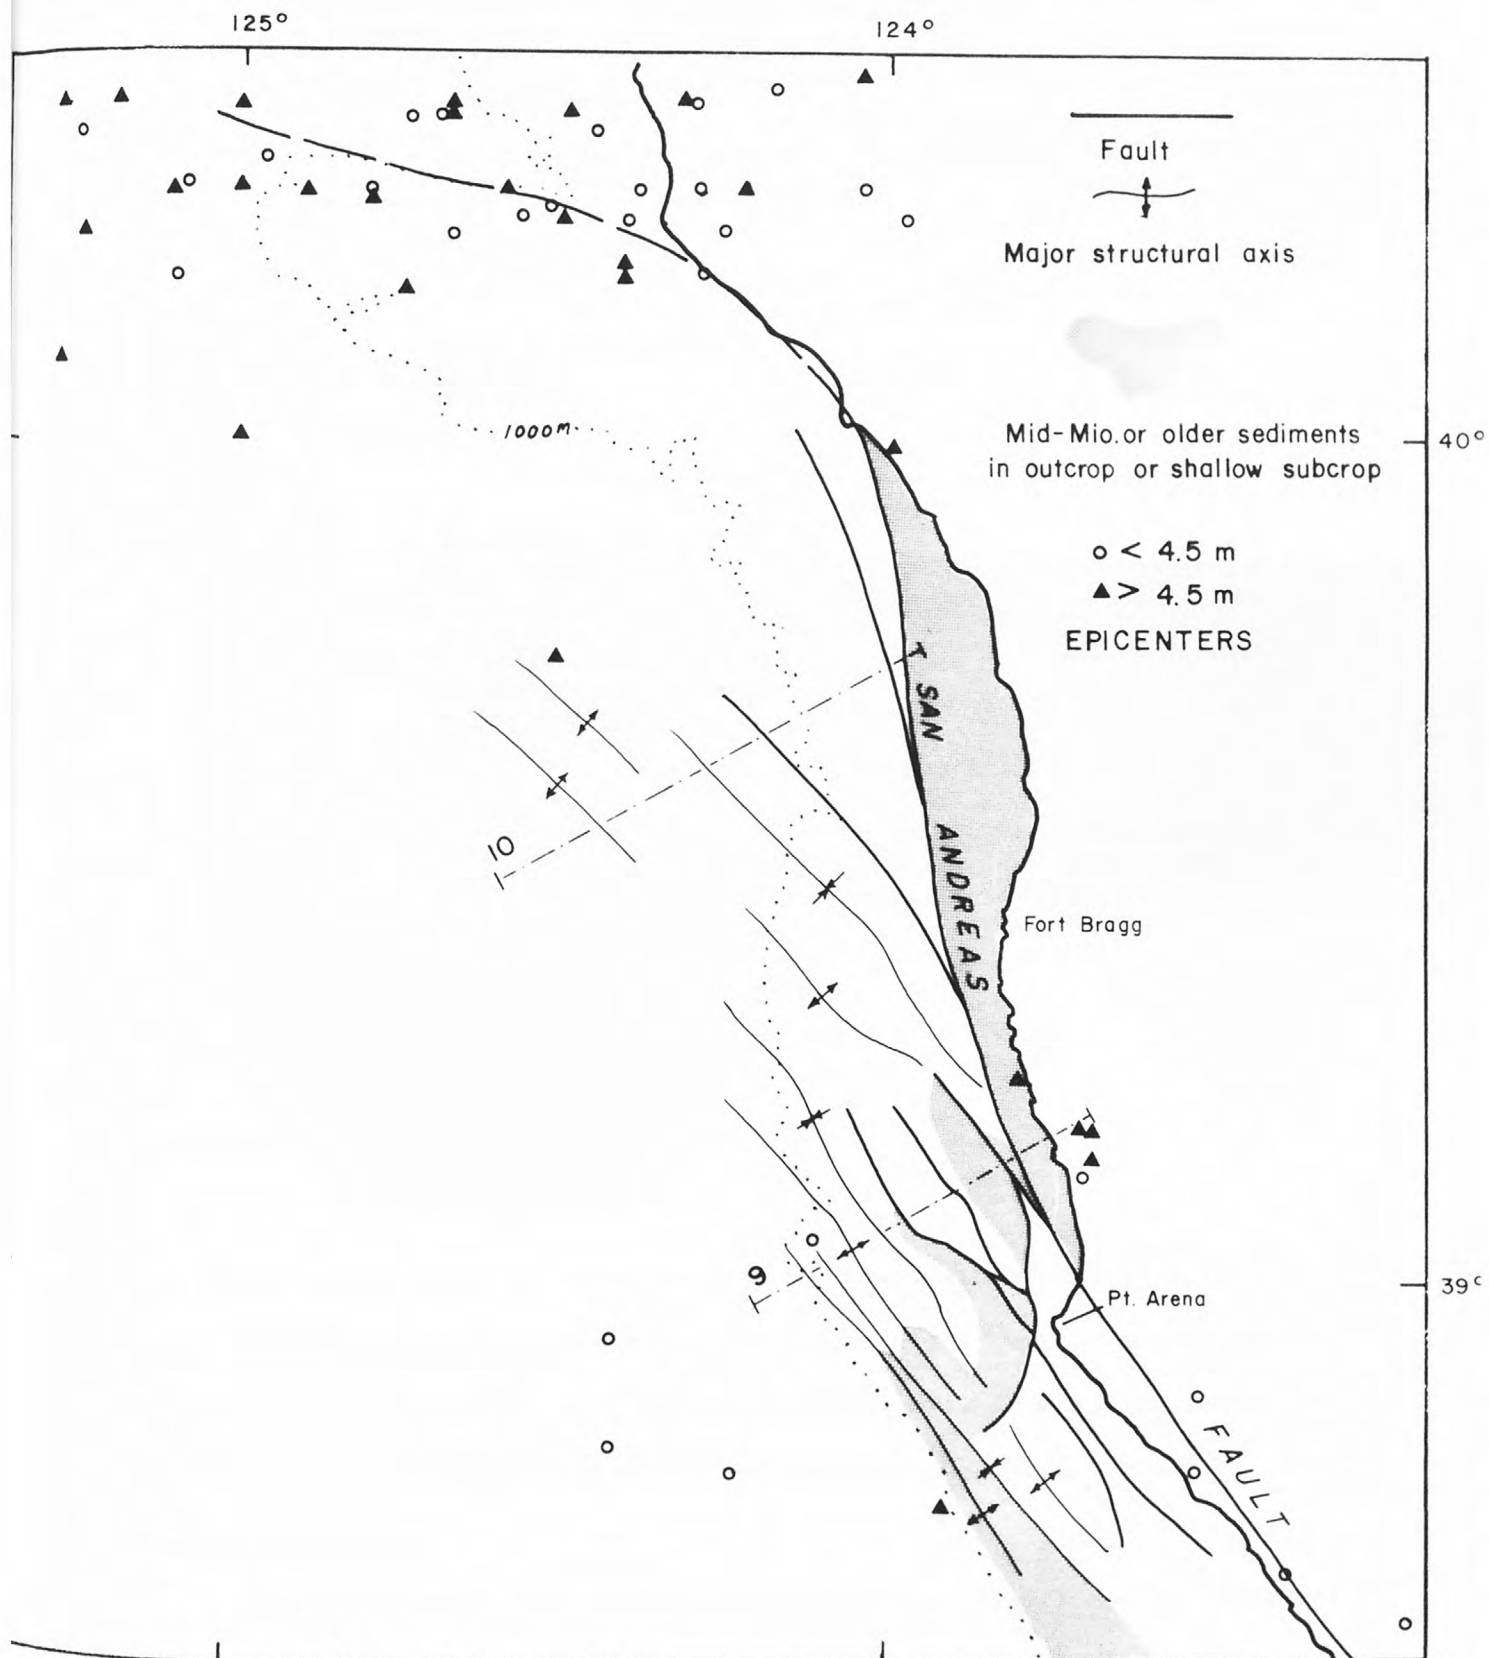 125° 124°
Fault
Major structural axis
Mid-Mio. or older sediments
in outcrop or shallow subcrop
40°
1000m
○ < 4.5 m
▲ > 4.5 m
EPICENTERS
SAN
ANDREAS
10
Fort Bragg
9
39°
Pt. Arena
FAULT